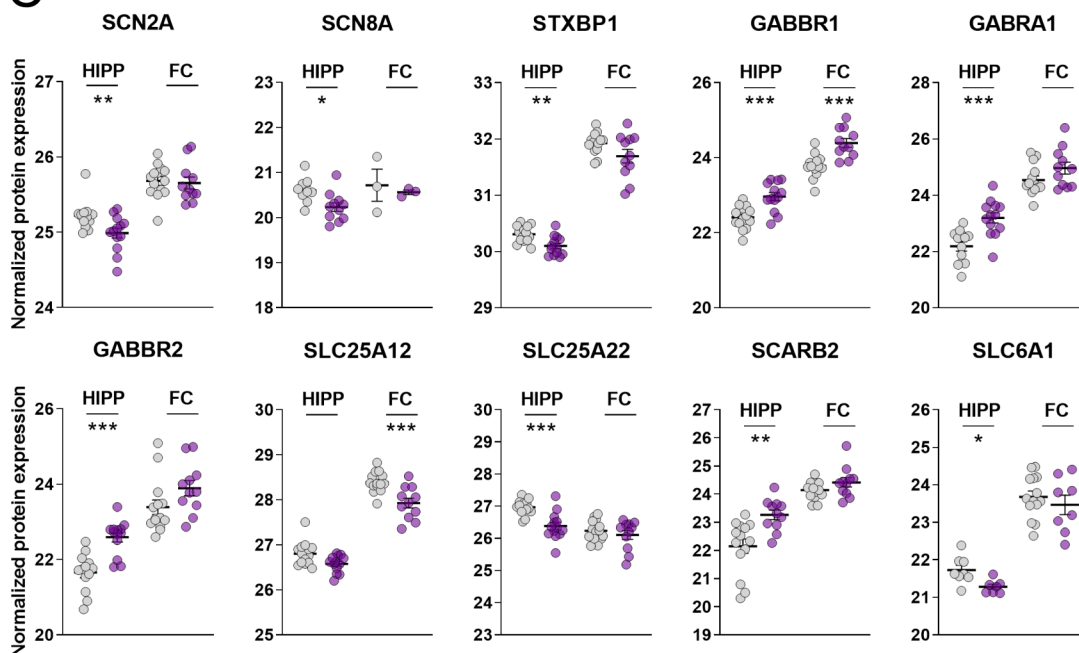 SCN2A SCN8A STXBP1 GABBR1 GABRA1
HIPP FC HIPP FC HIPP FC HIPP FC HIPP FC
** * ** *** *** ***
Normalized protein expression
27 26 25 24
23 22 21 20 19 18
33 32 31 30 29
26 24 22 20
28 26 24 22 20
GABBR2 SLC25A12 SLC25A22 SCARB2 SLC6A1
HIPP FC HIPP FC HIPP FC HIPP FC HIPP FC
*** *** *** ** *
Normalized protein expression
26 24 22 20
30 29 28 27 26 25
30 29 28 27 26 25 24 23
27 26 25 24 23 22 21 20 19
26 25 24 23 22 21 20